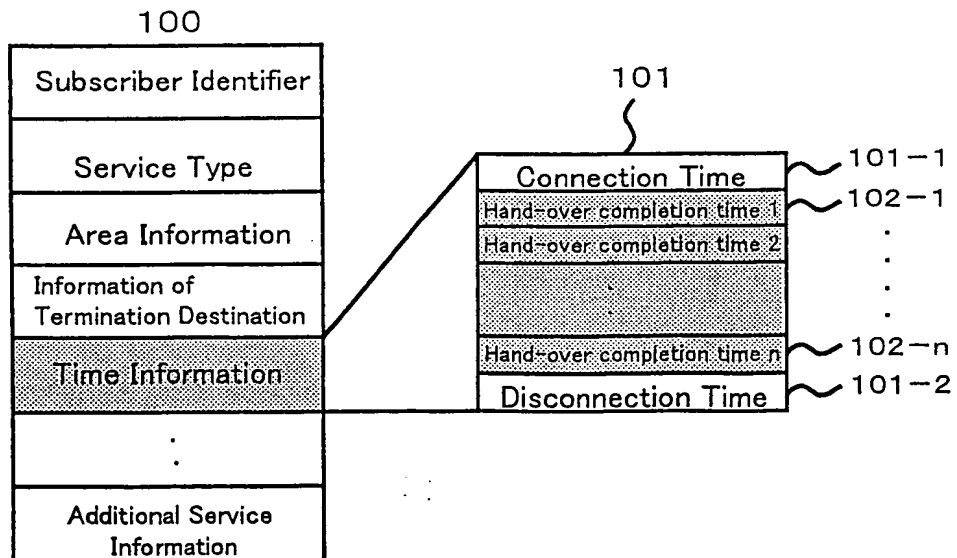 100
Subscriber Identifier
Service Type
Area Information
Information of
Termination Destination
Time Information
Additional Service
Information
101
Connection Time
101-1
Hand-over completion time 1
102-1
Hand-over completion time 2
Hand-over completion time n
102-n
Disconnection Time
101-2